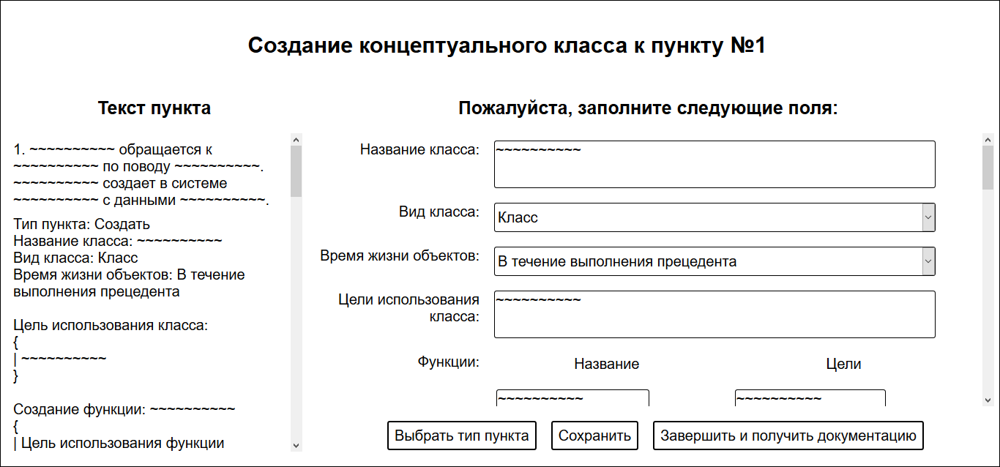 Создание концептуального класса к пункту №1
Текст пункта
1. ~~~~~~~~~~ обращается к
~~~~~~~~~~ по поводу ~~~~~~~~~~.
~~~~~~~~~~ создает в системе
~~~~~~~~~~ с данными ~~~~~~~~~~.
Тип пункта: Создать
Название класса: ~~~~~~~~~~
Вид класса: Класс
Время жизни объектов: В течение
выполнения прецедента
Цель использования класса:
{
| ~~~~~~~~~~
}
Создание функции: ~~~~~~~~~~
{
| Цель использования функции
Пожалуйста, заполните следующие поля:
Название класса: ~~~~~~~~~~
Вид класса: Класс
Время жизни объектов: В течение выполнения прецедента
Цели использования ~~~~~~~~~~
класса:
Функции: Название Цели
~~~~~~~~~~ ~~~~~~~~~~
Выбрать тип пункта Сохранить Завершить и получить документацию